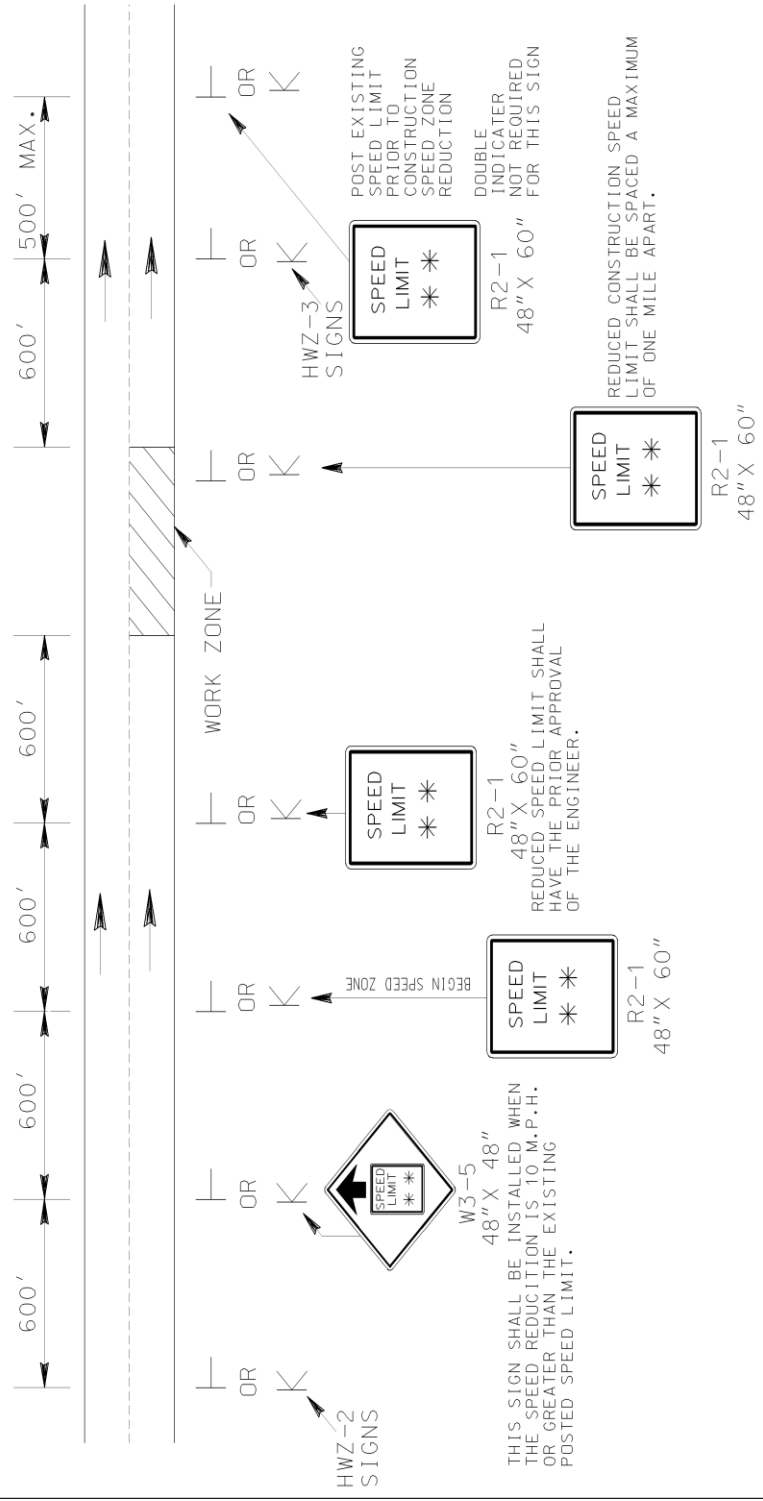 600'
600'
600'
600'
600'
500' MAX.
WORK ZONE
OR
OR
OR
OR
OR
OR
OR
HWZ-2
SIGNS
SPEED
LIMIT
* *
W3-5
48"X 48"
THIS SIGN SHALL BE INSTALLED WHEN
THE SPEED REDUCITION IS 10 M.P.H.
OR GREATER THAN THE EXISTING
POSTED SPEED LIMIT.
BEGIN SPEED ZONE
SPEED
LIMIT
* *
R2-1
48"X 60"
SPEED
LIMIT
* *
R2-1
48"X 60"
REDUCED SPEED LIMIT SHALL
HAVE THE PRIOR APPROVAL
OF THE ENGINEER.
SPEED
LIMIT
* *
R2-1
48"X 60"
REDUCED CONSTRUCTION SPEED
LIMIT SHALL BE SPACED A MAXIMUM
OF ONE MILE APART.
HWZ-3
SIGNS
SPEED
LIMIT
* *
R2-1
48"X 60"
POST EXISTING
SPEED LIMIT
PRIOR TO
CONSTRUCTION
SPEED ZONE
REDUCTION
DOUBLE
INDICATER
NOT REQUIRED
FOR THIS SIGN